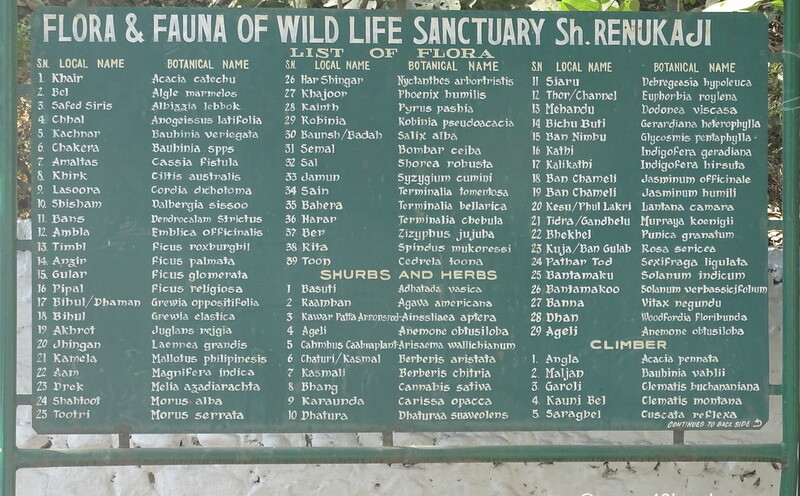 FLORA & FAUNA OF WILD LIFE SANCTUARY Sh. RENUKAJI
LIST OF FLORA
S.N. LOCAL NAME BOTANICAL NAME
1. Khair Acacia catechu
2. Bel Algle marmelos
3. Safed Siris Albizzia lebbok
4. Chhal Anogeissus latifolia
5. Kachnar Bauhinia veriegata
6. Chakera Bauhinia spps
7. Amaltas Cassia fistula
8. Khirk Ciltis australis
9. Lasoora Cordia dichotoma
10. Shisham Dalbergia sissoo
11. Bans Dendrocalam Strictus
12. Ambla Emblica officinalis
13 Timbl Ficus roxburghil
14. Anzir Ficus glomerata
15. Gular Ficus glomerata
16 Pipal Ficus religiosa
17 Bihul/Dhaman Grewia oppositifolia
18 Bihul Grewia elastica
19. Akhrot Juglans rejgia
20 Jhingan Laennea grandis
21 Kamela Mallotus philipinesis
22 Aam Magnifera indica
23 Drek Melia azadiarachta
24 Shahtoot Morus alba
25 Tootri Morus serrata
S.N. LOCAL NAME BOTANICAL NAME
26 Har Shingar Nyctanthes arbortristis
27 Khajoor Phoenix humilis
28 Kainth Pyrus pashia
29 Robinia Robinia pseudoacacia
30 Baunsh/Badah Salix alba
31 Semal Bombar ceiba
32 Sal Shorea robusta
33 Jamun Syzygium cumini
34 Sain Terminalia tomentosa
35 Bahera Terminalia bellarica
36 Harar Terminalia chebula
37 Ber Zizyphus jujuba
38 Rita Spindus mukoressi
39 Toon Cedrela toona
SHURBS AND HERBS
1 Basuti Adhatada vasica
2 Raamban Agava americana
3 Kawar Patta Ainssliaea aptera
4 Ageli Anemone obtusiloba
5 Arisaema wallichianum
6 Chaturi/Kasmal Berberis aristata
7 Kasmali Berberis chitria
8 Bhang Cannabis sativa
9 Karaunda Carissa opacca
10 Dhatura Dhaturaa suaveolens
S.N. LOCAL NAME BOTANICAL NAME
11 Siaru Debregeasia hypoleuca
12 Thor/Channel Euphorbia roylena
13 Mehandu Dodonea viscasa
14 Bichu Buti Gerardiana heterophylla
15 Ban Nimbu Glycosmis pentaphylla
16 Kathi Indigofera geradiana
17 Kalikathi Indigofera hirsuta
18 Ban Chameli Jasminum officinale
19 Ban Chameli Jasminum humili
20 Kesu/Phul Lakri Lantana camara
21 Tidra/Gandhelu Murraya koenigii
22 Bhekhel Punica granatum
23 Kuja/Ban Gulab Rosa sericea
24 Pathar Tod Sexifraga ligulata
25 Bantamaku Solanum indicum
26 Bantamakoo Solanum verbassicifolium
27 Banna Vitax negundu
28 Dhan Woodfordia floribunda
29 Ageli Anemone obtusiloba
CLIMBER
1. Angla Acacia pennata
2. Maljan Bauhinia vahlii
3. Garoli Clematis buchananiana
4. Kauni Bel Clematis montana
5. Saragbel Cuscata reflexa
CONTINUES TO BACK SIDE